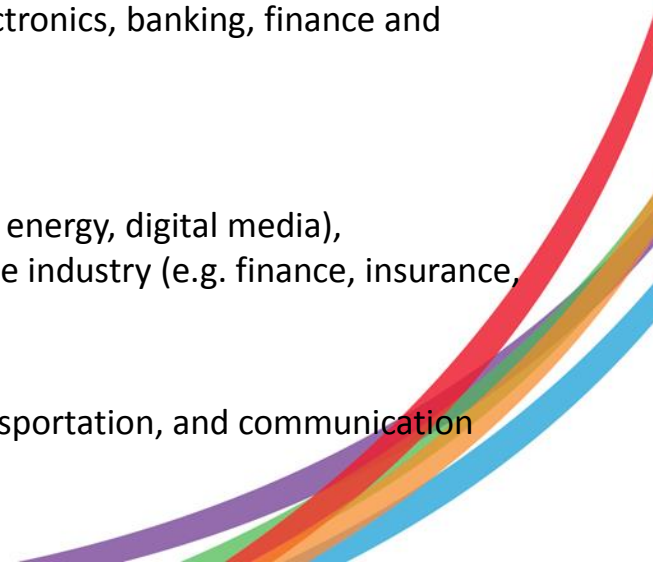 ctronics, banking, finance and
energy, digital media),
e industry (e.g. finance, insurance,
sportation, and communication